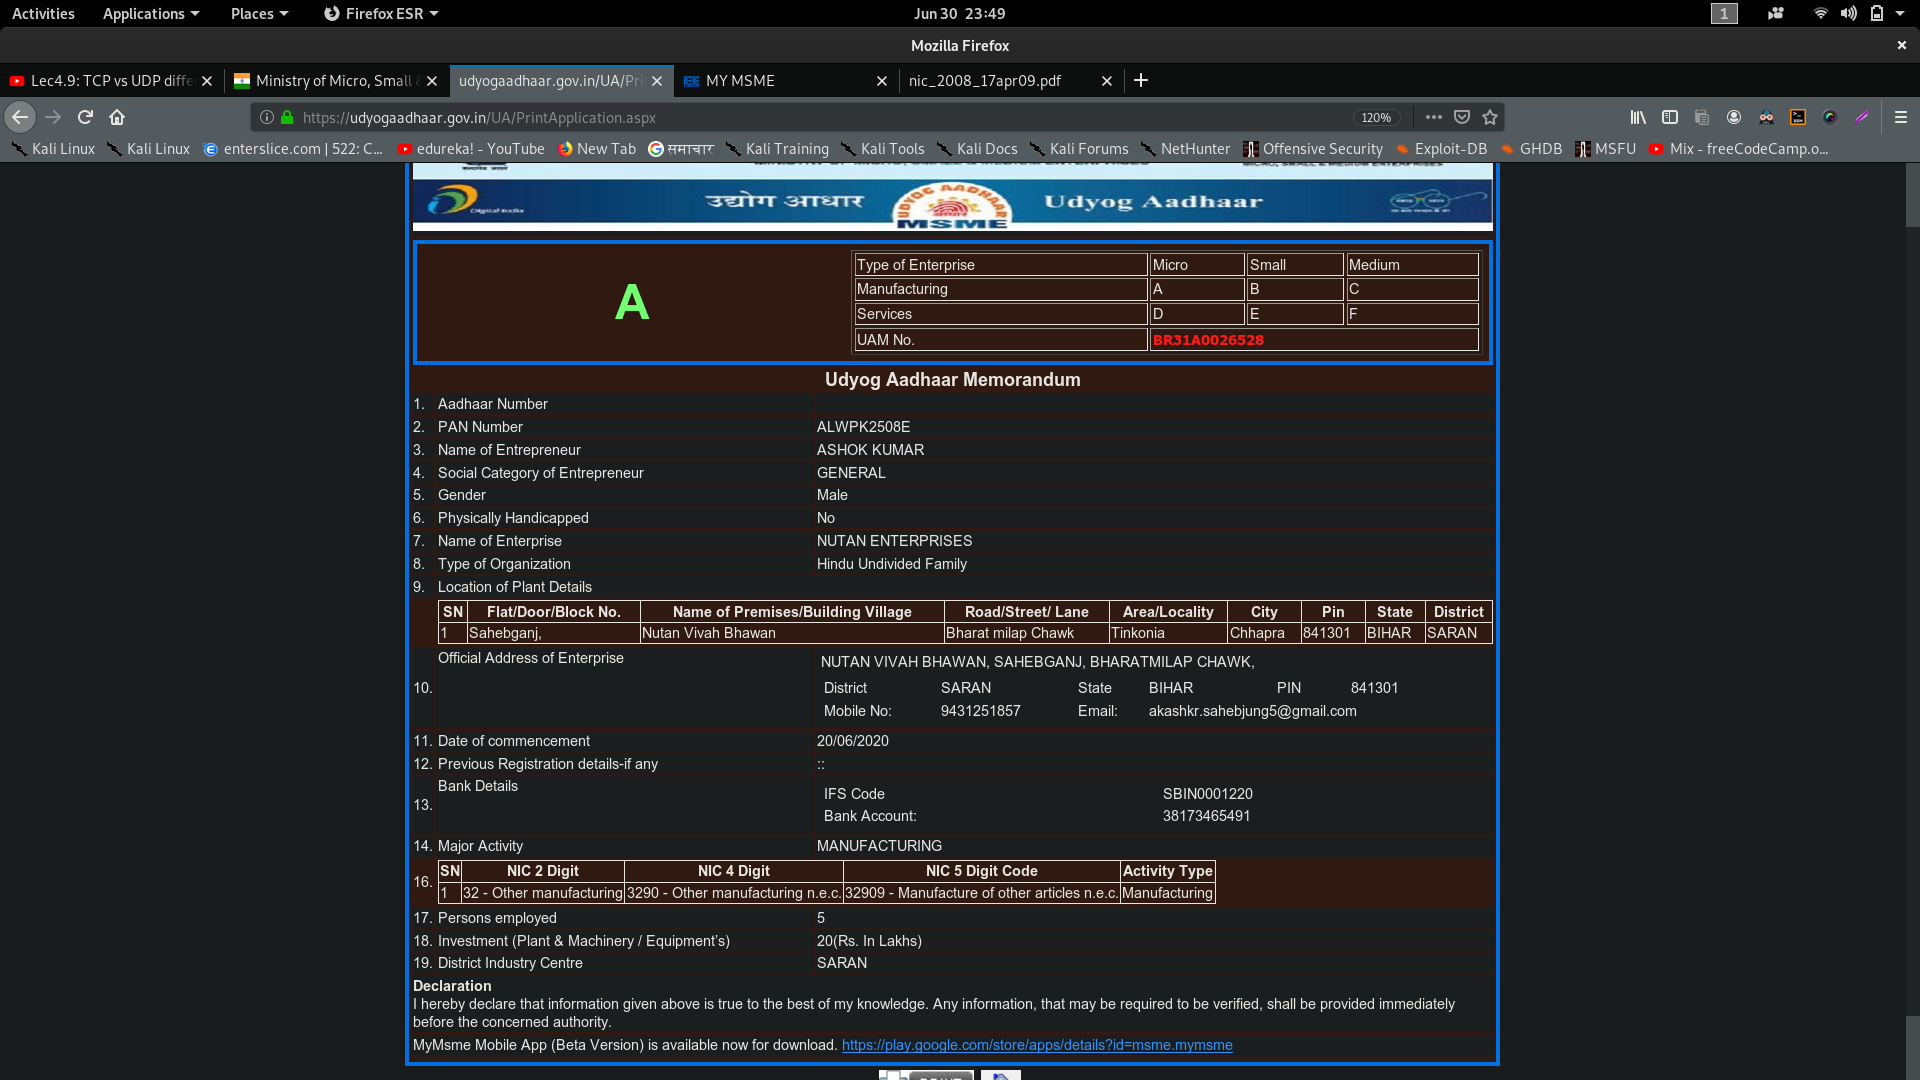 Activities Applications Places Firefox ESR Jun 30 23:49 1
Mozilla Firefox
Lec4.9: TCP vs UDP diffe Ministry of Micro, Small & udyogaadhaar.gov.in/UA/Pri MY MSME nic_2008_17apr09.pdf
https://udyogaadhaar.gov.in/UA/PrintApplication.aspx 120%
Kali Linux Kali Linux enterslice.com | 522: C... edureka! - YouTube New Tab समाचार Kali Training Kali Tools Kali Docs Kali Forums NetHunter Offensive Security Exploit-DB GHDB MSFU Mix - freeCodeCamp.o...
Digital India उद्योग आधार UDYOG AADHAAR MSME Udyog Aadhaar
A
Type of Enterprise Micro Small Medium
Manufacturing A B C
Services D E F
UAM No. BR31A0026528
Udyog Aadhaar Memorandum
1. Aadhaar Number
2. PAN Number ALWPK2508E
3. Name of Entrepreneur ASHOK KUMAR
4. Social Category of Entrepreneur GENERAL
5. Gender Male
6. Physically Handicapped No
7. Name of Enterprise NUTAN ENTERPRISES
8. Type of Organization Hindu Undivided Family
9. Location of Plant Details
SN Flat/Door/Block No. Name of Premises/Building Village Road/Street/ Lane Area/Locality City Pin State District
1 Sahebganj, Nutan Vivah Bhawan Bharat milap Chawk Tinkonia Chhapra 841301 BIHAR SARAN
10. Official Address of Enterprise NUTAN VIVAH BHAWAN, SAHEBGANJ, BHARATMILAP CHAWK,
District SARAN State BIHAR PIN 841301
Mobile No: 9431251857 Email: akashkr.sahebjung5@gmail.com
11. Date of commencement 20/06/2020
12. Previous Registration details-if any ::
13. Bank Details
IFS Code SBIN0001220
Bank Account: 38173465491
14. Major Activity MANUFACTURING
16. SN NIC 2 Digit NIC 4 Digit NIC 5 Digit Code Activity Type
1 32 - Other manufacturing 3290 - Other manufacturing n.e.c. 32909 - Manufacture of other articles n.e.c. Manufacturing
17. Persons employed 5
18. Investment (Plant & Machinery / Equipment's) 20(Rs. In Lakhs)
19. District Industry Centre SARAN
Declaration
I hereby declare that information given above is true to the best of my knowledge. Any information, that may be required to be verified, shall be provided immediately
before the concerned authority.
MyMsme Mobile App (Beta Version) is available now for download. https://play.google.com/store/apps/details?id=msme.mymsme